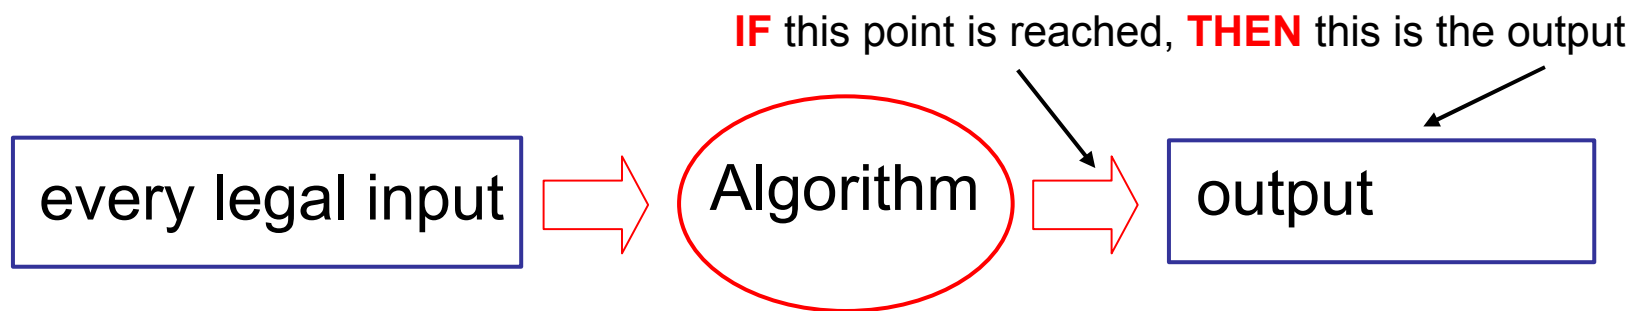 IF this point is reached, THEN this is the output
every legal input
Algorithm
output